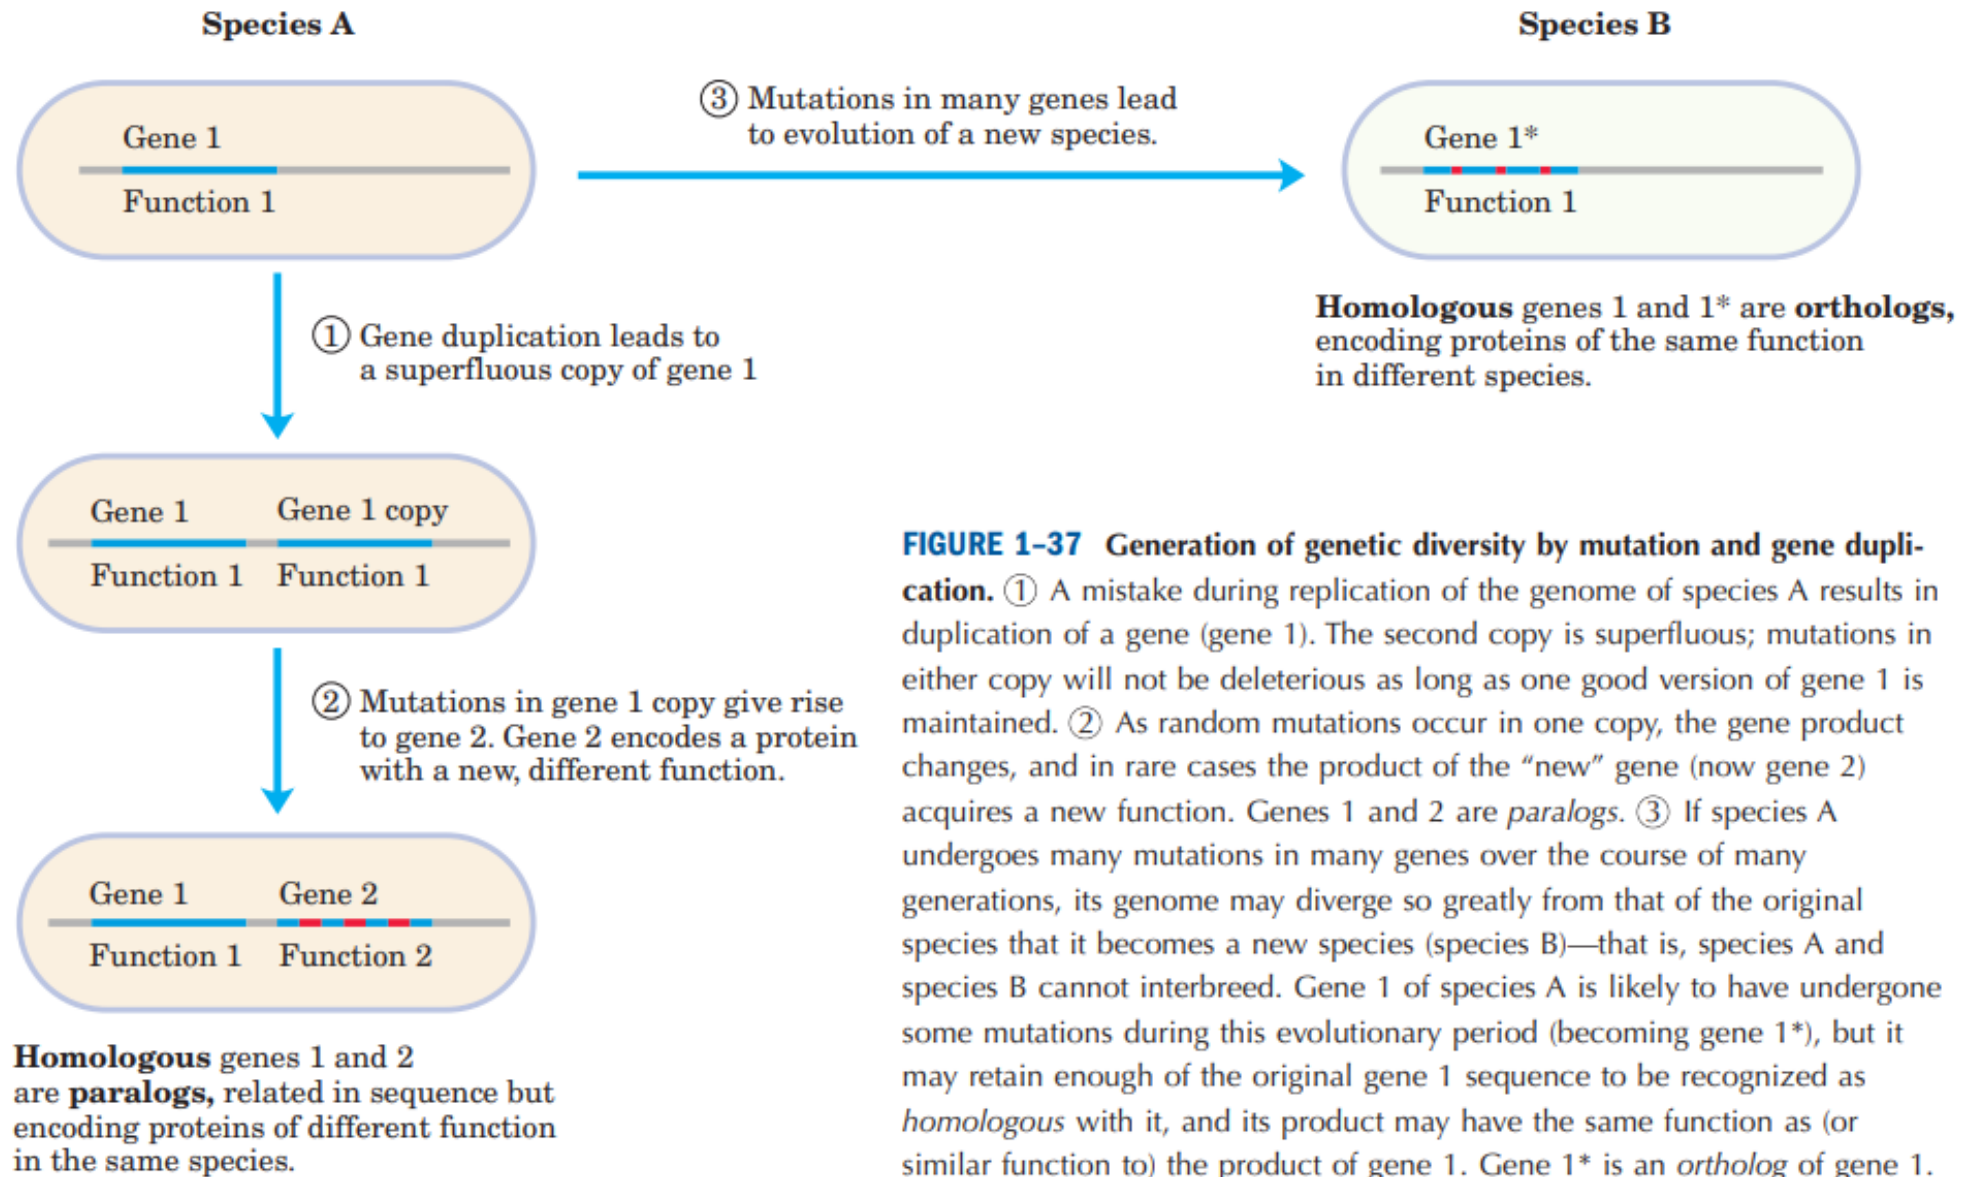 Species A
Species B
Gene 1
Function 1
③ Mutations in many genes lead
to evolution of a new species.
Gene 1*
Function 1
Homologous genes 1 and 1* are orthologs,
encoding proteins of the same function
in different species.
① Gene duplication leads to
a superfluous copy of gene 1
Gene 1 Gene 1 copy
Function 1 Function 1
② Mutations in gene 1 copy give rise
to gene 2. Gene 2 encodes a protein
with a new, different function.
Gene 1 Gene 2
Function 1 Function 2
Homologous genes 1 and 2
are paralogs, related in sequence but
encoding proteins of different function
in the same species.
FIGURE 1–37 Generation of genetic diversity by mutation and gene dupli-
cation. ① A mistake during replication of the genome of species A results in
duplication of a gene (gene 1). The second copy is superfluous; mutations in
either copy will not be deleterious as long as one good version of gene 1 is
maintained. ② As random mutations occur in one copy, the gene product
changes, and in rare cases the product of the “new” gene (now gene 2)
acquires a new function. Genes 1 and 2 are paralogs. ③ If species A
undergoes many mutations in many genes over the course of many
generations, its genome may diverge so greatly from that of the original
species that it becomes a new species (species B)—that is, species A and
species B cannot interbreed. Gene 1 of species A is likely to have undergone
some mutations during this evolutionary period (becoming gene 1*), but it
may retain enough of the original gene 1 sequence to be recognized as
homologous with it, and its product may have the same function as (or
similar function to) the product of gene 1. Gene 1* is an ortholog of gene 1.